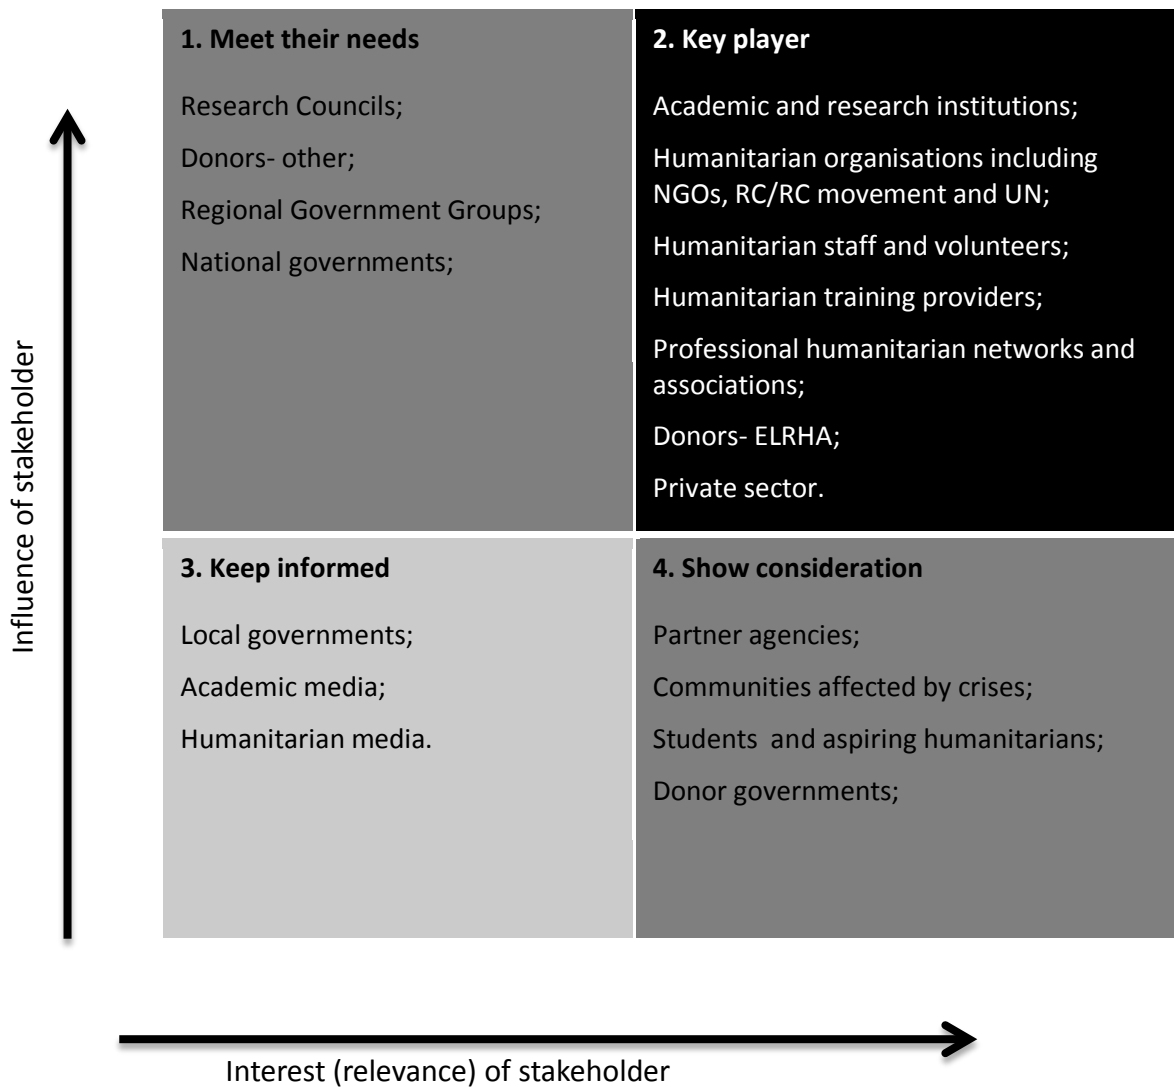 Influence of stakeholder
1. Meet their needs
Research Councils;
Donors- other;
Regional Government Groups;
National governments;
2. Key player
Academic and research institutions;
Humanitarian organisations including
NGOs, RC/RC movement and UN;
Humanitarian staff and volunteers;
Humanitarian training providers;
Professional humanitarian networks and
associations;
Donors- ELRHA;
Private sector.
3. Keep informed
Local governments;
Academic media;
Humanitarian media.
4. Show consideration
Partner agencies;
Communities affected by crises;
Students  and aspiring humanitarians;
Donor governments;
Interest (relevance) of stakeholder